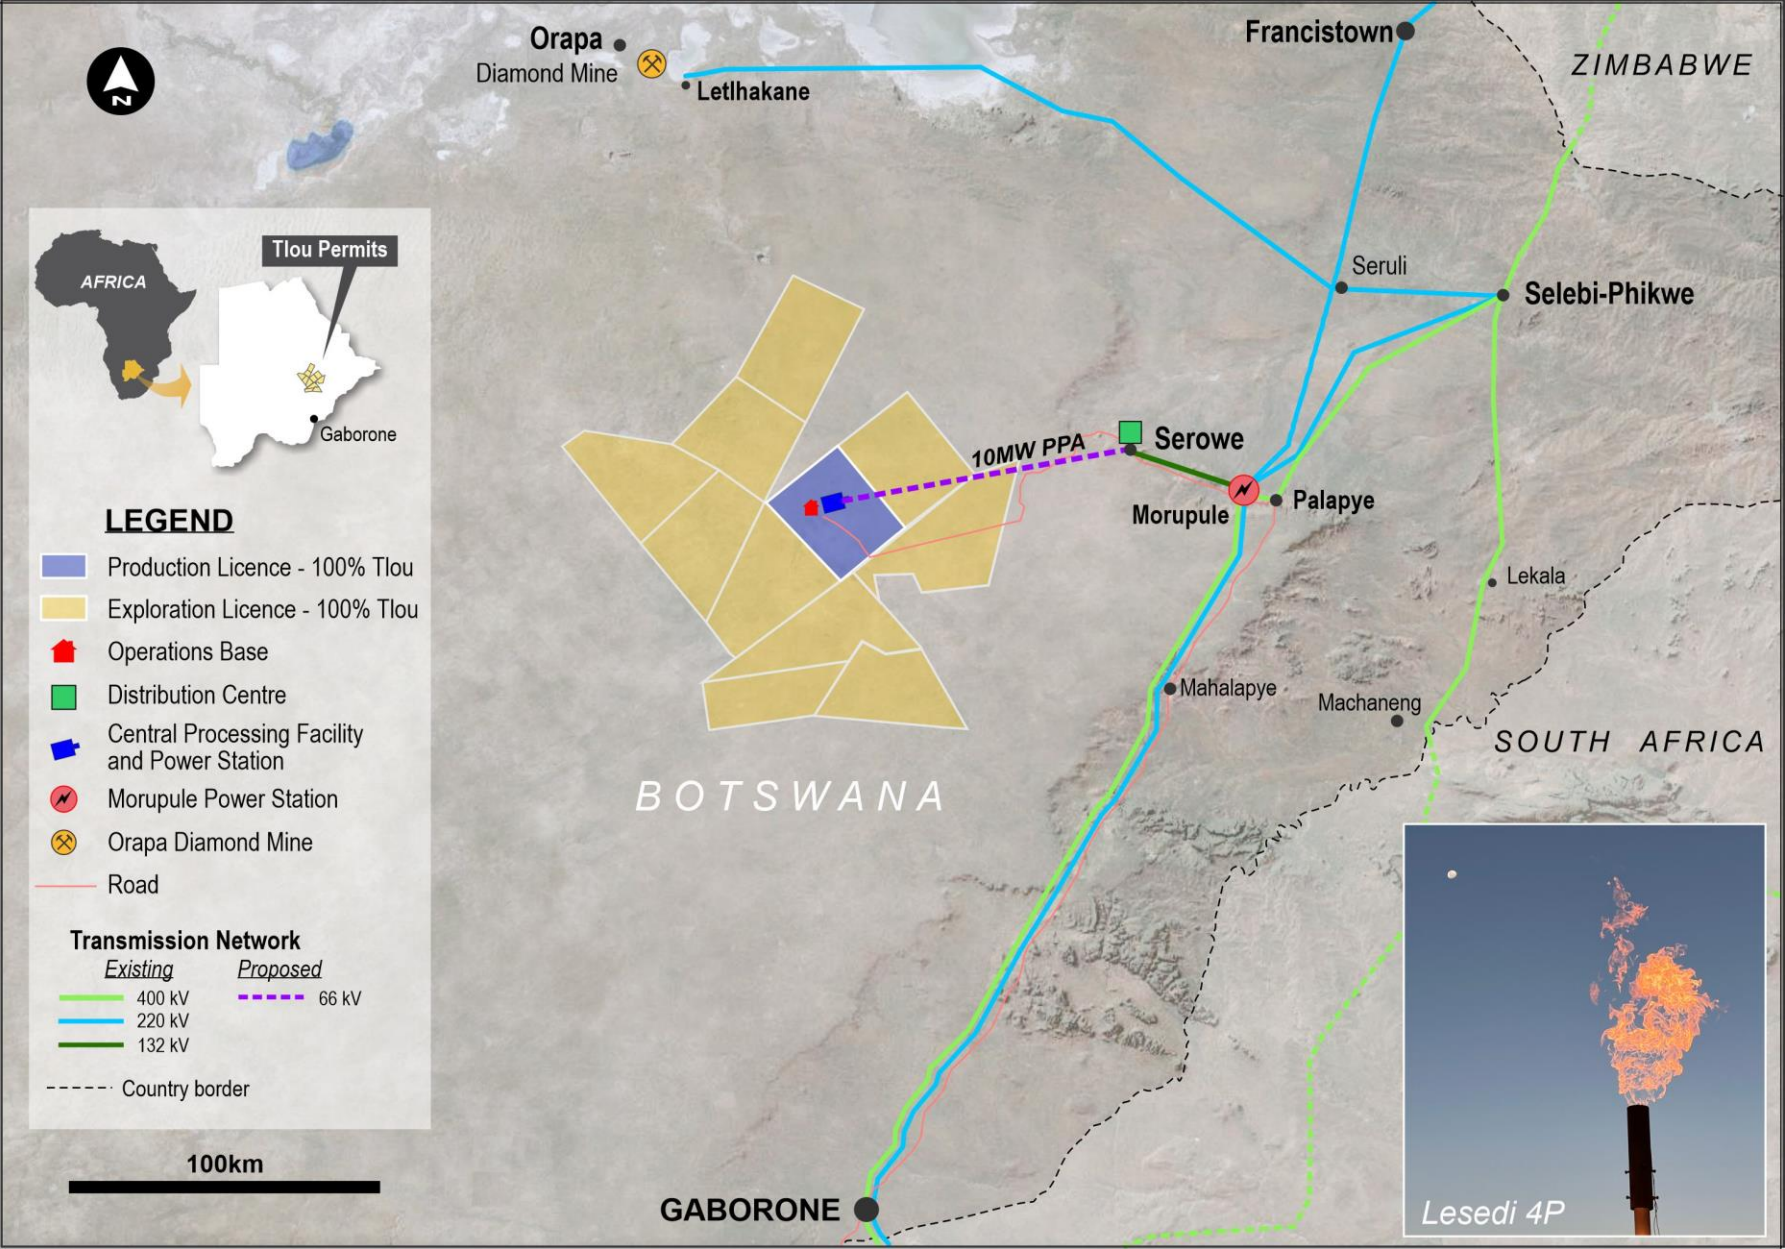 Orapa
Diamond Mine
Letlhakane
Francistown
ZIMBABWE
N
Tlou Permits
AFRICA
Gaborone
Seruli
Selebi-Phikwe
10MW PPA
Serowe
Morupule
Palapye
Lekala
Mahalapye
Machaneng
SOUTH AFRICA
BOTSWANA
GABORONE
LEGEND
Production Licence - 100% Tlou
Exploration Licence - 100% Tlou
Operations Base
Distribution Centre
Central Processing Facility
and Power Station
Morupule Power Station
Orapa Diamond Mine
Road
Transmission Network
Existing Proposed
400 kV 66 kV
220 kV
132 kV
Country border
100km
Lesedi 4P